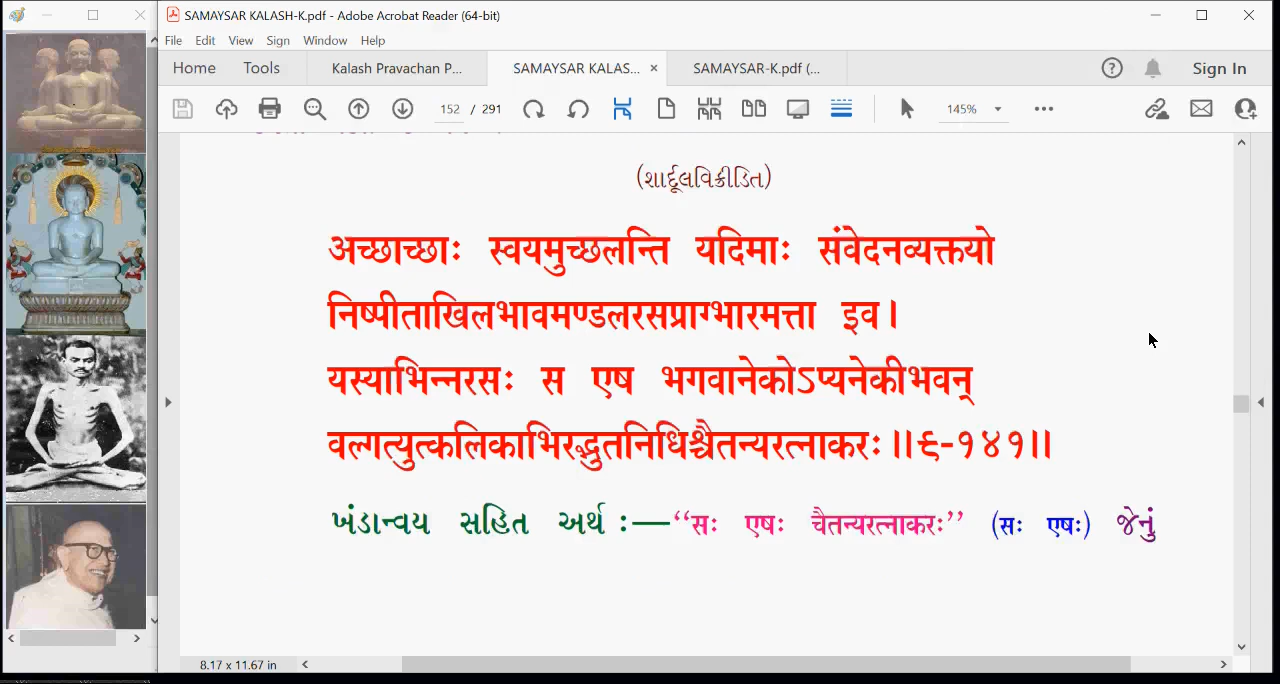 SAMAYSAR KALASH-K.pdf - Adobe Acrobat Reader (64-bit)
File Edit View Sign Window Help
Home Tools Kalash Pravachan P... SAMAYSAR KALAS... × SAMAYSAR-K.pdf (... Sign In
152 / 291 145%
(શાર્દૂલવિક્રીડિત)
अच्छाच्छाः स्वयमुच्छलन्ति यदिमाः संवेदनव्यक्तयो
निष्पीताखिलभावमण्डलरसप्राग्भारमत्ता इव।
यस्याभिन्नरसः स एष भगवानेकोऽप्यनेकीभवन्
वल्गत्युत्कलिकाभिरद्भुतनिधिश्चैतन्यरत्नाकरः॥९-१४१॥
ખંડાન્વય સહિત અર્થ :—“सः एषः चैतन्यरत्नाकरः” (सः एषः) જેનું
8.17 x 11.67 in